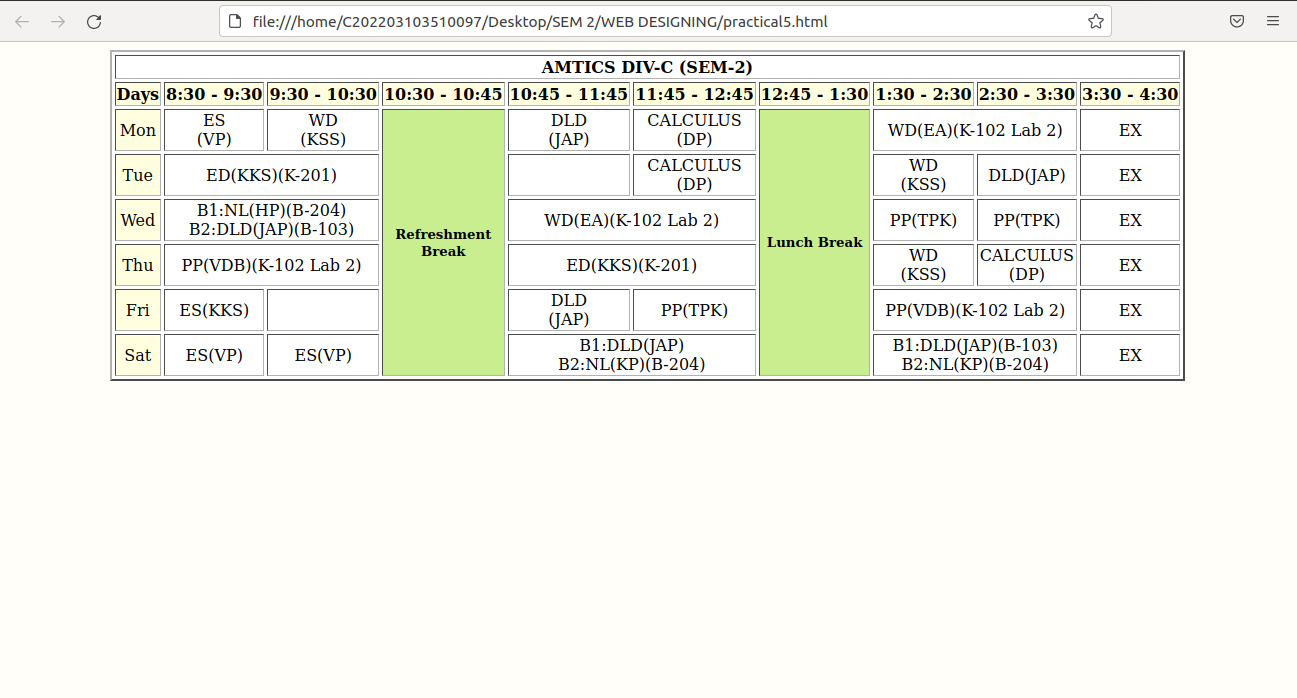 file:///home/C202203103510097/Desktop/SEM 2/WEB DESIGNING/practical5.html
AMTICS DIV-C (SEM-2)
Days 8:30 - 9:30 9:30 - 10:30 10:30 - 10:45 10:45 - 11:45 11:45 - 12:45 12:45 - 1:30 1:30 - 2:30 2:30 - 3:30 3:30 - 4:30
Mon
ES
(VP)
WD
(KSS)
Refreshment
Break
DLD
(JAP)
CALCULUS
(DP)
Lunch Break
WD(EA)(K-102 Lab 2)
EX
Tue
ED(KKS)(K-201)
CALCULUS
(DP)
WD
(KSS)
DLD(JAP)
EX
Wed
B1:NL(HP)(B-204)
B2:DLD(JAP)(B-103)
WD(EA)(K-102 Lab 2)
PP(TPK)
PP(TPK)
EX
Thu
PP(VDB)(K-102 Lab 2)
ED(KKS)(K-201)
WD
(KSS)
CALCULUS
(DP)
EX
Fri
ES(KKS)
DLD
(JAP)
PP(TPK)
PP(VDB)(K-102 Lab 2)
EX
Sat
ES(VP)
ES(VP)
B1:DLD(JAP)
B2:NL(KP)(B-204)
B1:DLD(JAP)(B-103)
B2:NL(KP)(B-204)
EX